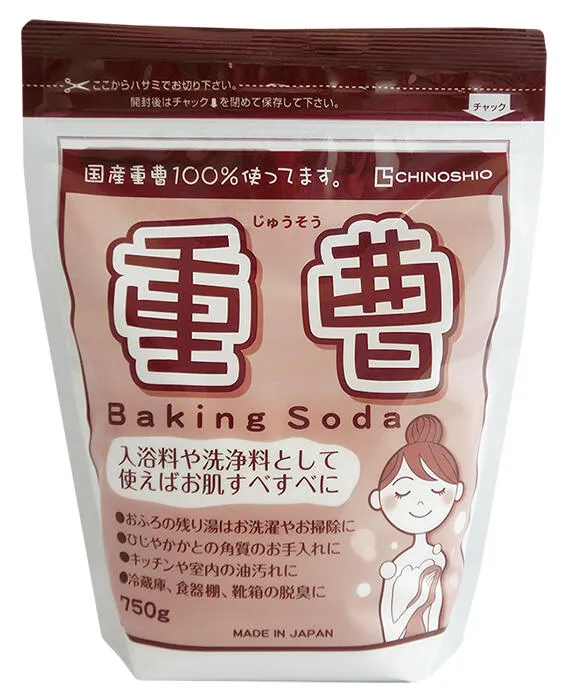 ここからハサミでお切り下さい。
開封後はチャック⬇を閉めて保存して下さい。
チャック
国産重曹100%使ってます。
CHINOSHIO
じゅうそう
重曹
Baking Soda
入浴料や洗浄料として
使えばお肌すべすべに
●おふろの残り湯はお洗濯やお掃除に
●ひじやかかとの角質のお手入れに
●キッチンや室内の油汚れに
●冷蔵庫、食器棚、靴箱の脱臭に
750g
MADE IN JAPAN